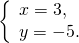 x = 3,
y = −5.